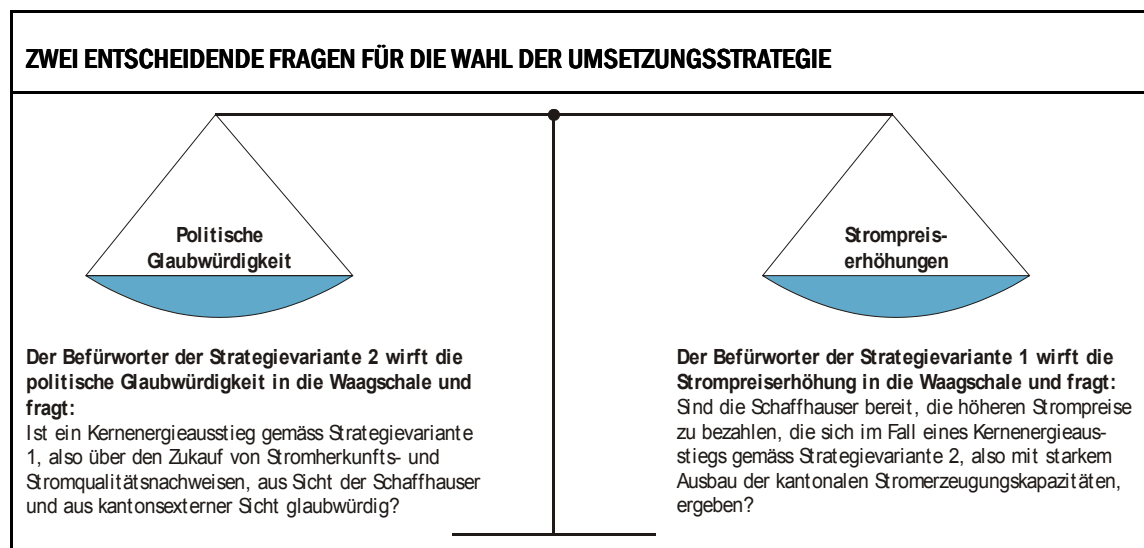 ZWEI ENTSCHEIDENDE FRAGEN FÜR DIE WAHL DER UMSETZUNGSSTRATEGIE
Politische
Glaubwürdigkeit
Strompreis-
erhöhungen
Der Befürworter der Strategievariante 2 wirft die
politische Glaubwürdigkeit in die Waagschale und
fragt:
Ist ein Kernenergieausstieg gemäss Strategievariante
1, also über den Zukauf von Stromherkunfts- und
Stromqualitätsnachweisen, aus Sicht der Schaffhauser
und aus kantonsexterner Sicht glaubwürdig?
Der Befürworter der Strategievariante 1 wirft die
Strompreiserhöhung in die Waagschale und fragt:
Sind die Schaffhauser bereit, die höheren Strompreise
zu bezahlen, die sich im Fall eines Kernenergieaus-
stiegs gemäss Strategievariante 2, also mit starkem
Ausbau der kantonalen Stromerzeugungskapazitäten,
ergeben?